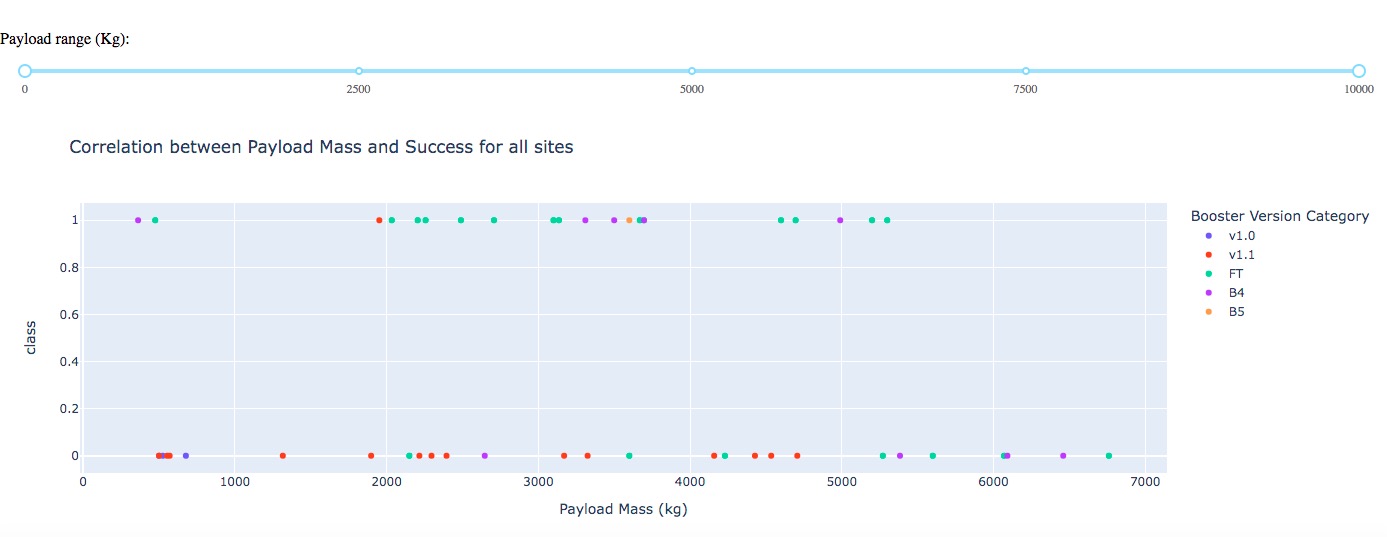 Payload range (Kg):
0 2500 5000 7500 10000
Correlation between Payload Mass and Success for all sites
1
0.8
0.6
0.4
0.2
0
class
0 1000 2000 3000 4000 5000 6000 7000
Payload Mass (kg)
Booster Version Category
v1.0
v1.1
FT
B4
B5